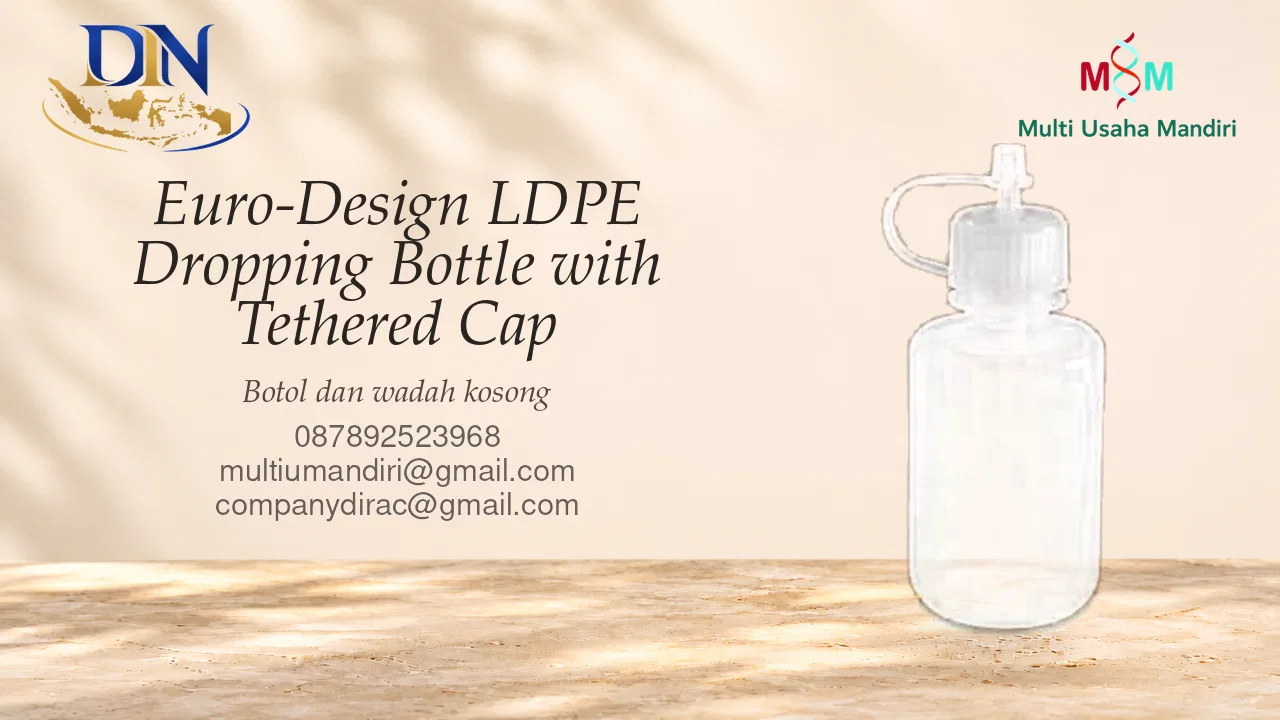 DIN
MSM
Multi Usaha Mandiri
Euro-Design LDPE
Dropping Bottle with
Tethered Cap
Botol dan wadah kosong
087892523968
multiumandiri@gmail.com
companydirac@gmail.com